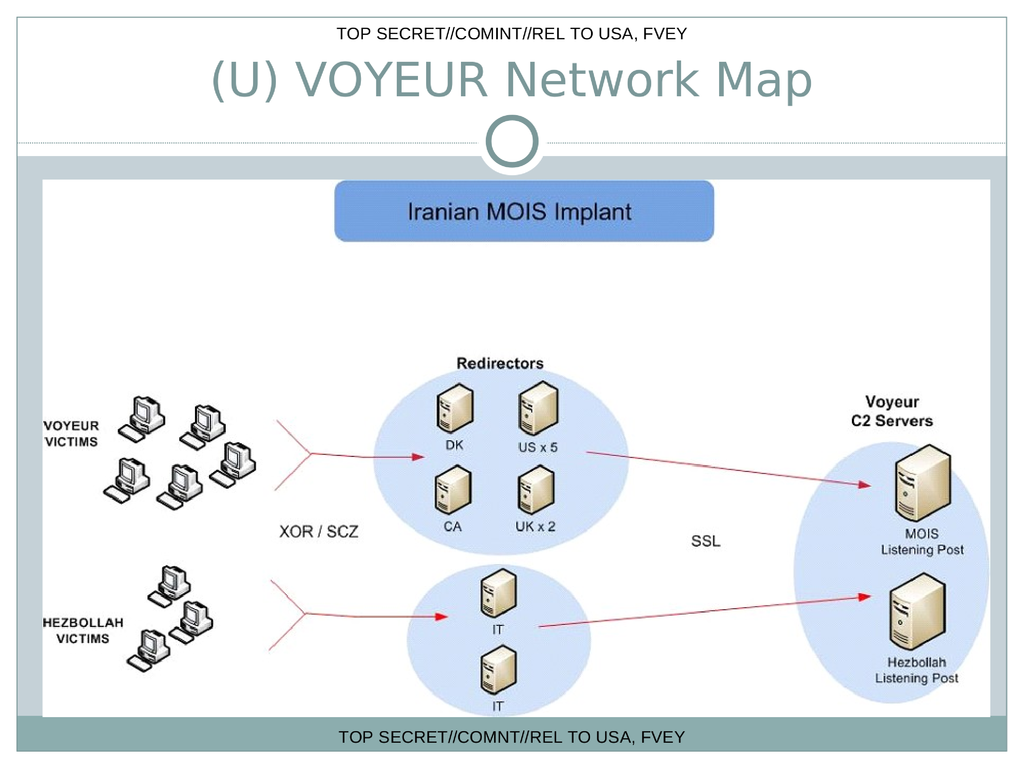 TOP SECRET//COMINT//REL TO USA, FVEY
(U) VOYEUR Network Map
Iranian MOIS Implant
Redirectors
DK
US x 5
CA
UK x 2
VOYEUR
VICTIMS
XOR / SCZ
SSL
Voyeur
C2 Servers
MOIS
Listening Post
HEZBOLLAH
VICTIMS
IT
IT
Hezbollah
Listening Post
TOP SECRET//COMNT//REL TO USA, FVEY